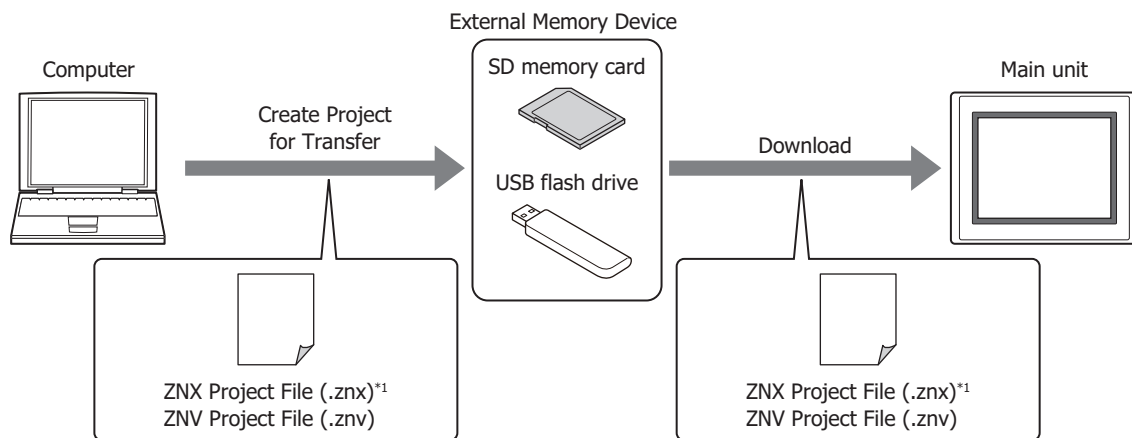 External Memory Device
Computer
SD memory card
Main unit
Create Project
for Transfer
Download
USB flash drive
ZNX Project File (.znx)*1
ZNV Project File (.znv)
ZNX Project File (.znx)*1
ZNV Project File (.znv)